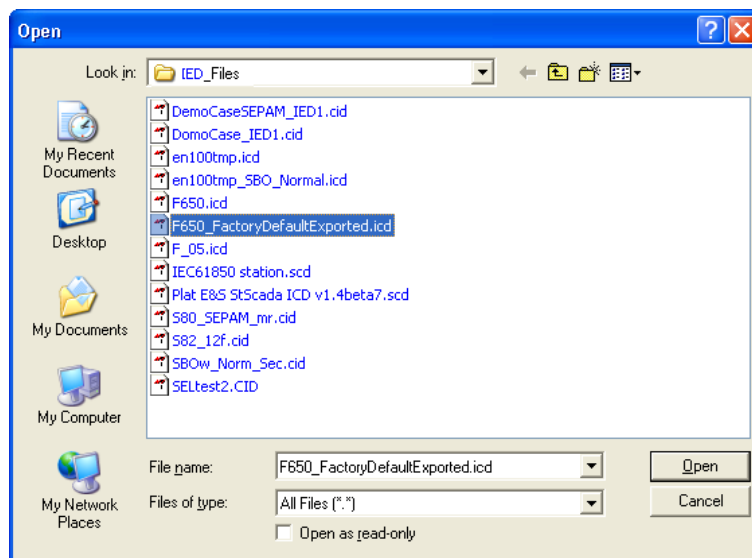 Open
Look in: IED_Files
DemoCaseSEPAM_IED1.cid
DomoCase_IED1.cid
en100tmp.icd
en100tmp_SBO_Normal.icd
F650.icd
F650_FactoryDefaultExported.icd
F_05.icd
IEC61850 station.scd
Plat E&S StScada ICD v1.4beta7.scd
S80_SEPAM_mr.cid
S82_12f.cid
SBOw_Norm_Sec.cid
SELtest2.CID
My Recent
Documents
Desktop
My Documents
My Computer
My Network
Places
File name: F650_FactoryDefaultExported.icd Open
Files of type: All Files (*.*) Cancel
Open as read-only